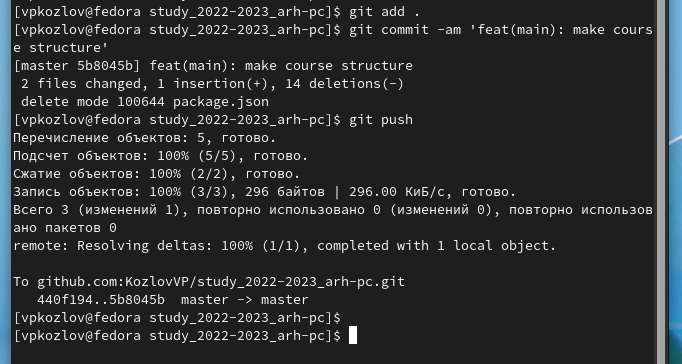 [vpkozlov@fedora study_2022-2023_arh-pc]$ git add .
[vpkozlov@fedora study_2022-2023_arh-pc]$ git commit -am 'feat(main): make cours
e structure'
[master 5b8045b] feat(main): make course structure
 2 files changed, 1 insertion(+), 14 deletions(-)
 delete mode 100644 package.json
[vpkozlov@fedora study_2022-2023_arh-pc]$ git push
Перечисление объектов: 5, готово.
Подсчет объектов: 100% (5/5), готово.
Сжатие объектов: 100% (2/2), готово.
Запись объектов: 100% (3/3), 296 байтов | 296.00 КиБ/с, готово.
Всего 3 (изменений 1), повторно использовано 0 (изменений 0), повторно использов
ано пакетов 0
remote: Resolving deltas: 100% (1/1), completed with 1 local object.
To github.com:KozlovVP/study_2022-2023_arh-pc.git
   440f194..5b8045b  master -> master
[vpkozlov@fedora study_2022-2023_arh-pc]$
[vpkozlov@fedora study_2022-2023_arh-pc]$